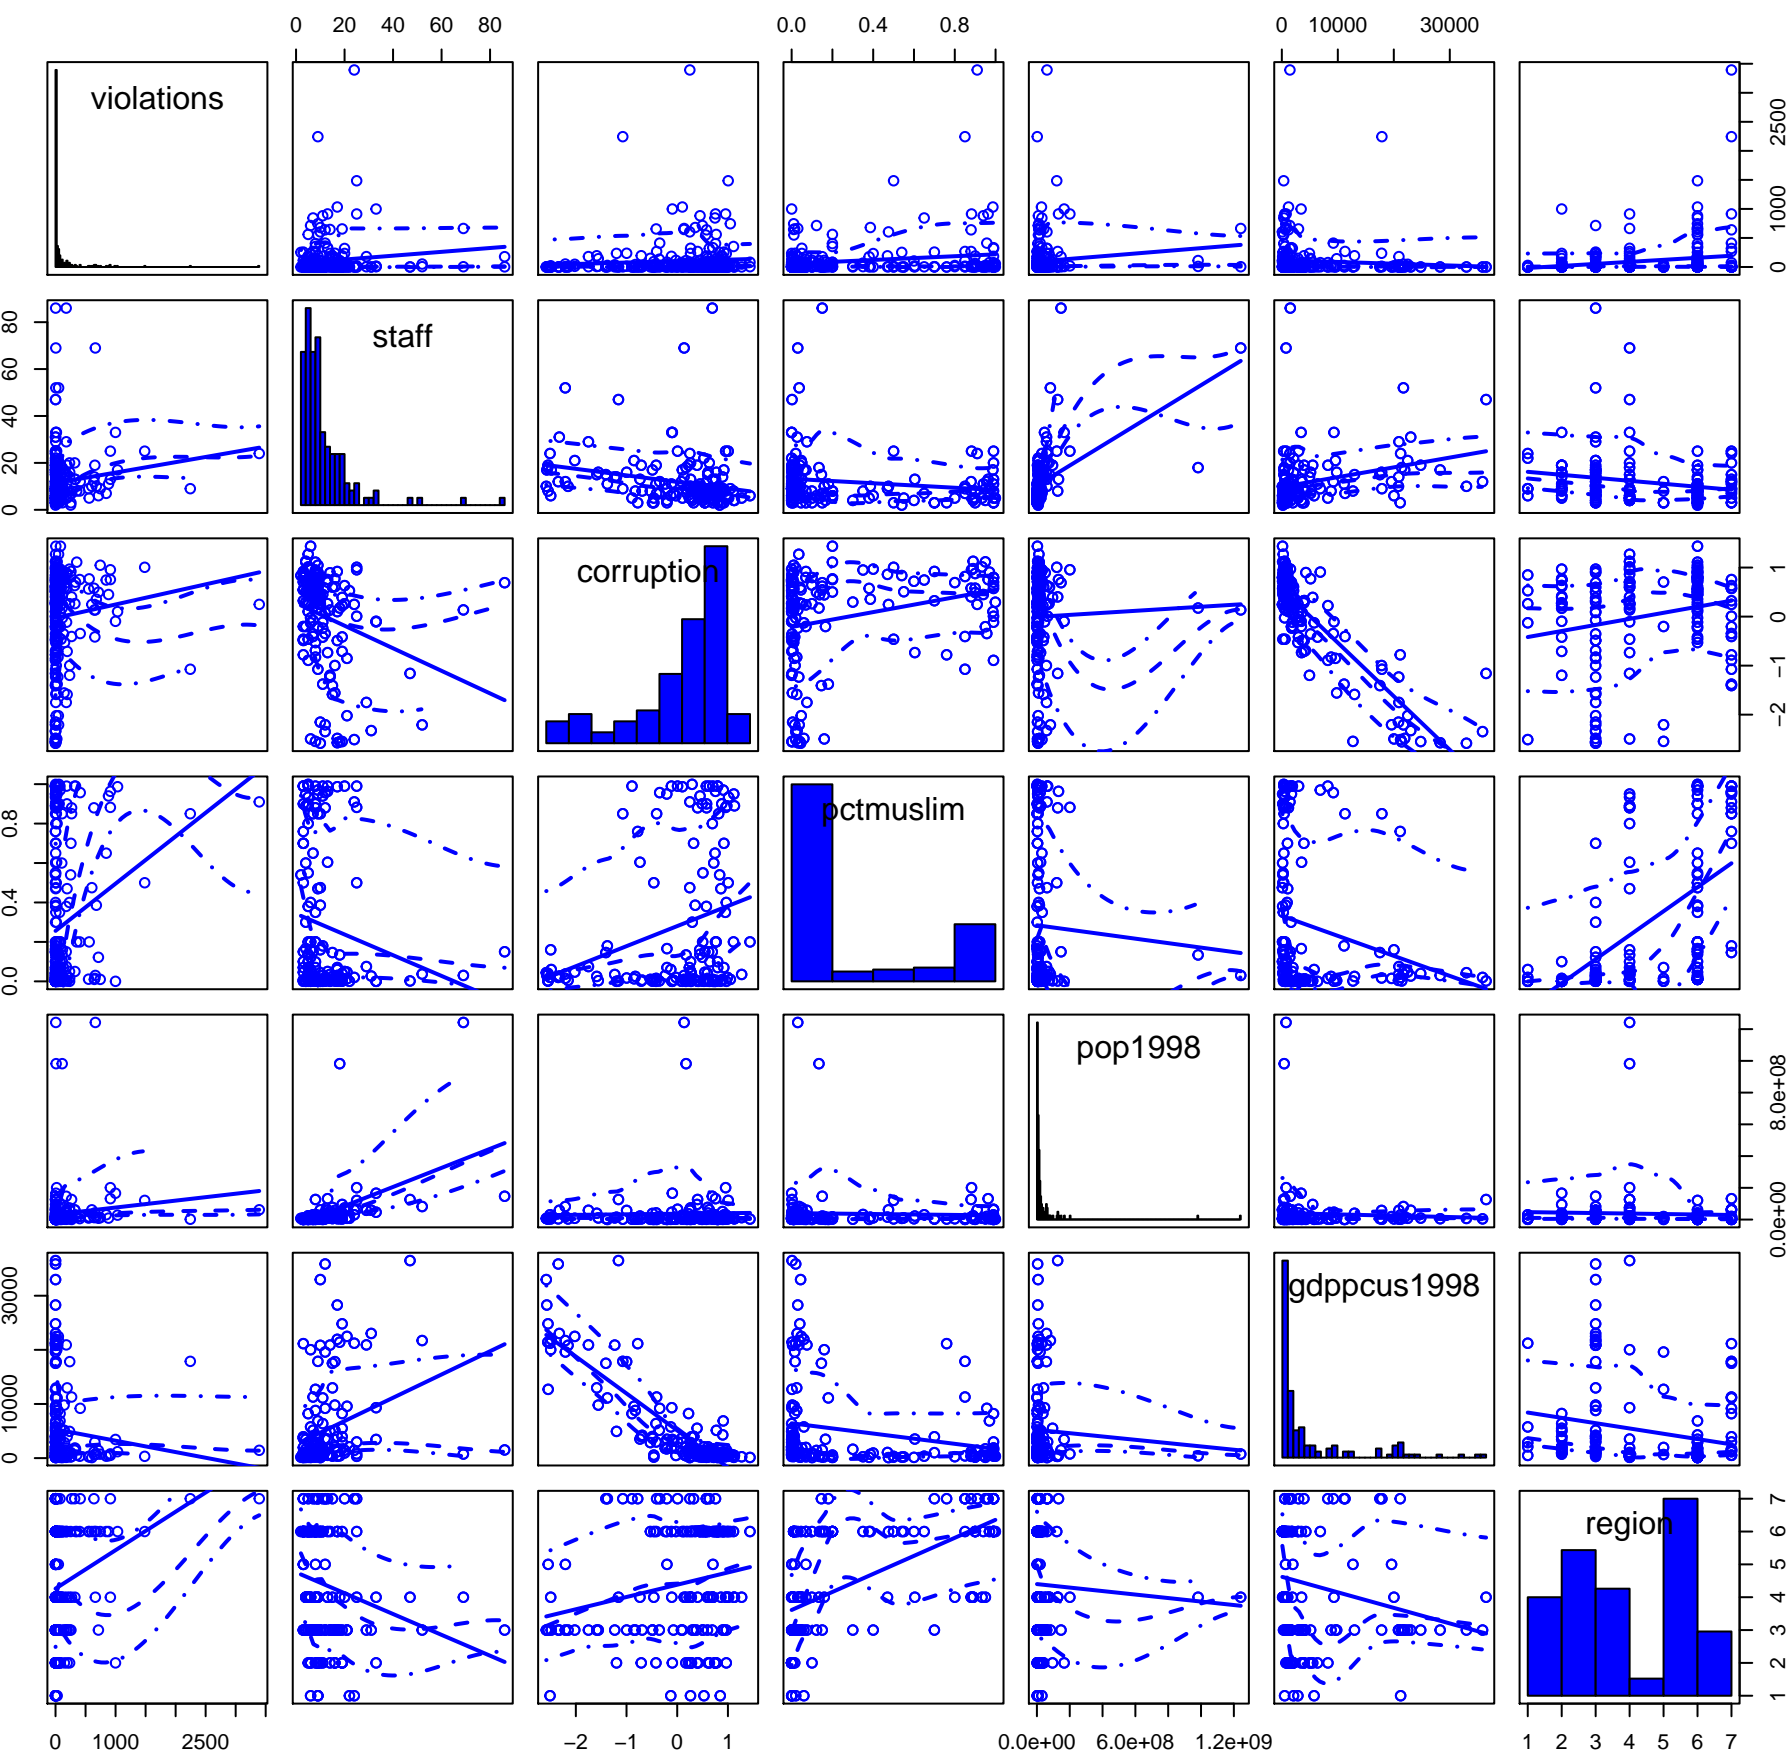 0 20 40 60 80
0.0 0.4 0.8
0 10000 30000
violations
0 1000 2500
0 20 40 60 80
staff
corruption
−2 −1 0 1
0.0 0.4 0.8
pctmuslim
pop1998
0.0e+00 8.0e+08
0 10000 30000
gdppcus1998
region
1 2 3 4 5 6 7
0 1000 2500
−2 −1 0 1
0.0e+00 6.0e+08 1.2e+09
1 2 3 4 5 6 7